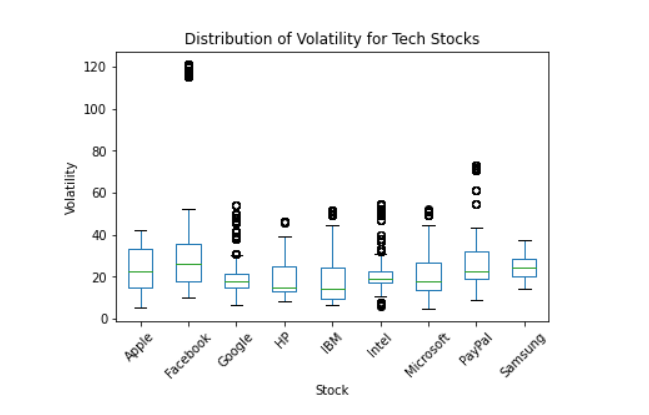 Distribution of Volatility for Tech Stocks
120
100
80
60
40
20
0
Volatility
Apple
Facebook
Google
HP
IBM
Intel
Microsoft
PayPal
Samsung
Stock